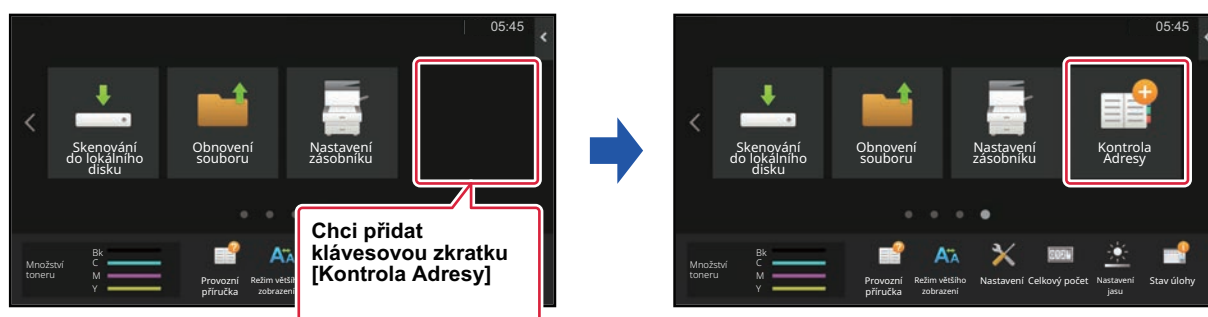 05:45
Skenování
do lokálního
disku
Obnovení
souboru
Nastavení
zásobníku
Chci přidat
klávesovou zkratku
[Kontrola Adresy]
Množství
toneru
Bk
C
M
Y
Provozní
příručka
Režim větší
zobrazení
05:45
Skenování
do lokálního
disku
Obnovení
souboru
Nastavení
zásobníku
Kontrola
Adresy
Množství
toneru
Bk
C
M
Y
Provozní
příručka
Režim většího
zobrazení
Nastavení
Celkový počet
Nastavení
jasu
Stav úlohy